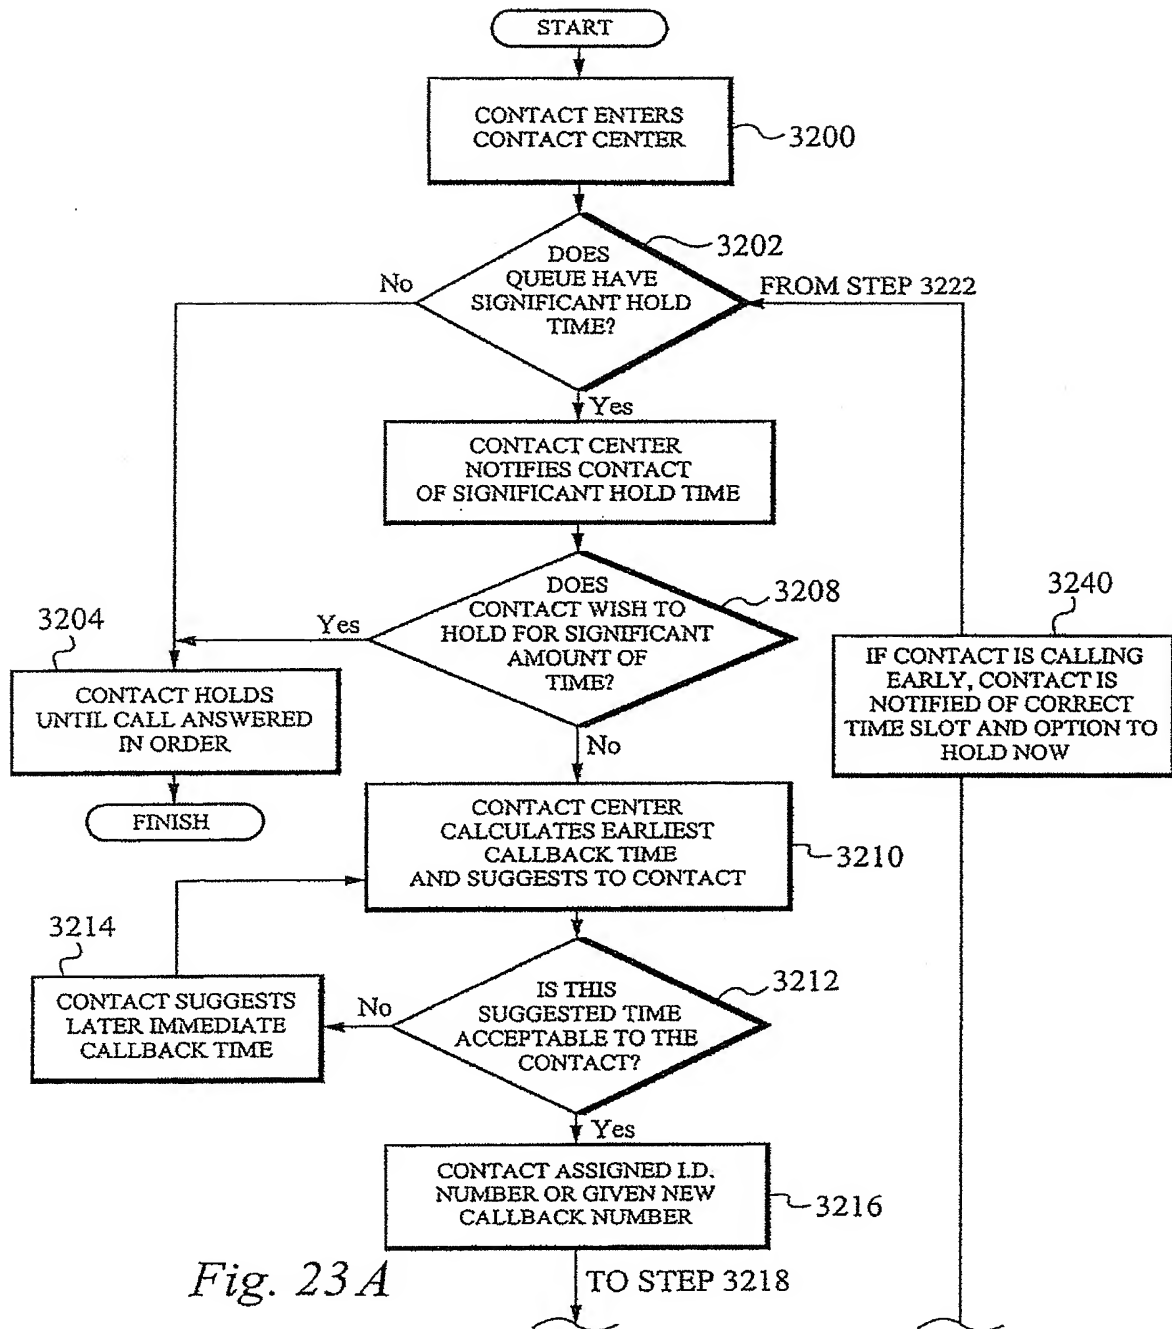 START
CONTACT ENTERS
CONTACT CENTER
3200
DOES
QUEUE HAVE
SIGNIFICANT HOLD
TIME?
3202
No
FROM STEP 3222
Yes
CONTACT CENTER
NOTIFIES CONTACT
OF SIGNIFICANT HOLD TIME
DOES
CONTACT WISH TO
HOLD FOR SIGNIFICANT
AMOUNT OF
TIME?
3208
Yes
3204
CONTACT HOLDS
UNTIL CALL ANSWERED
IN ORDER
FINISH
3240
IF CONTACT IS CALLING
EARLY, CONTACT IS
NOTIFIED OF CORRECT
TIME SLOT AND OPTION TO
HOLD NOW
No
CONTACT CENTER
CALCULATES EARLIEST
CALLBACK TIME
AND SUGGESTS TO CONTACT
3210
3214
CONTACT SUGGESTS
LATER IMMEDIATE
CALLBACK TIME
No
IS THIS
SUGGESTED TIME
ACCEPTABLE TO THE
CONTACT?
3212
Yes
CONTACT ASSIGNED I.D.
NUMBER OR GIVEN NEW
CALLBACK NUMBER
3216
TO STEP 3218
Fig. 23A